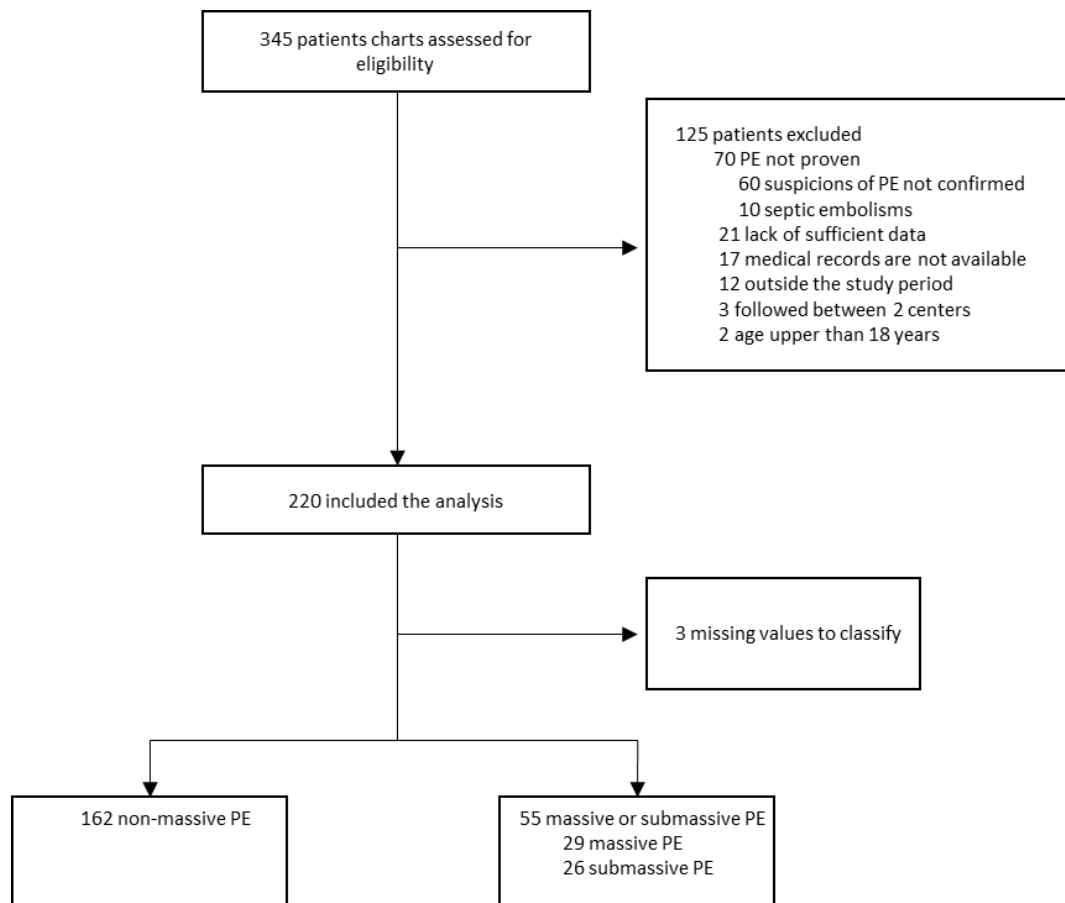 345 patients charts assessed for
eligibility
125 patients excluded
70 PE not proven
60 suspicions of PE not confirmed
10 septic embolisms
21 lack of sufficient data
17 medical records are not available
12 outside the study period
3 followed between 2 centers
2 age upper than 18 years
220 included the analysis
3 missing values to classify
162 non-massive PE
55 massive or submassive PE
29 massive PE
26 submassive PE